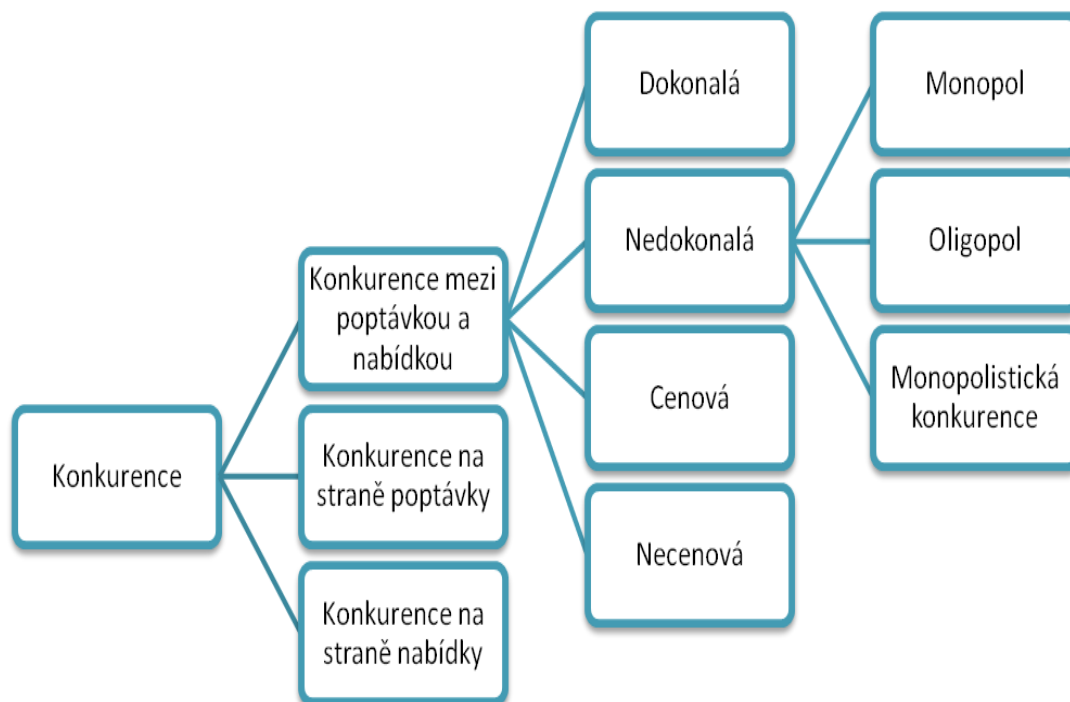 Konkurence
Konkurence mezi
poptávkou a
nabídkou
Konkurence na
straně poptávky
Konkurence na
straně nabídky
Dokonalá
Nedokonalá
Cenová
Necenová
Monopol
Oligopol
Monopolistická
konkurence